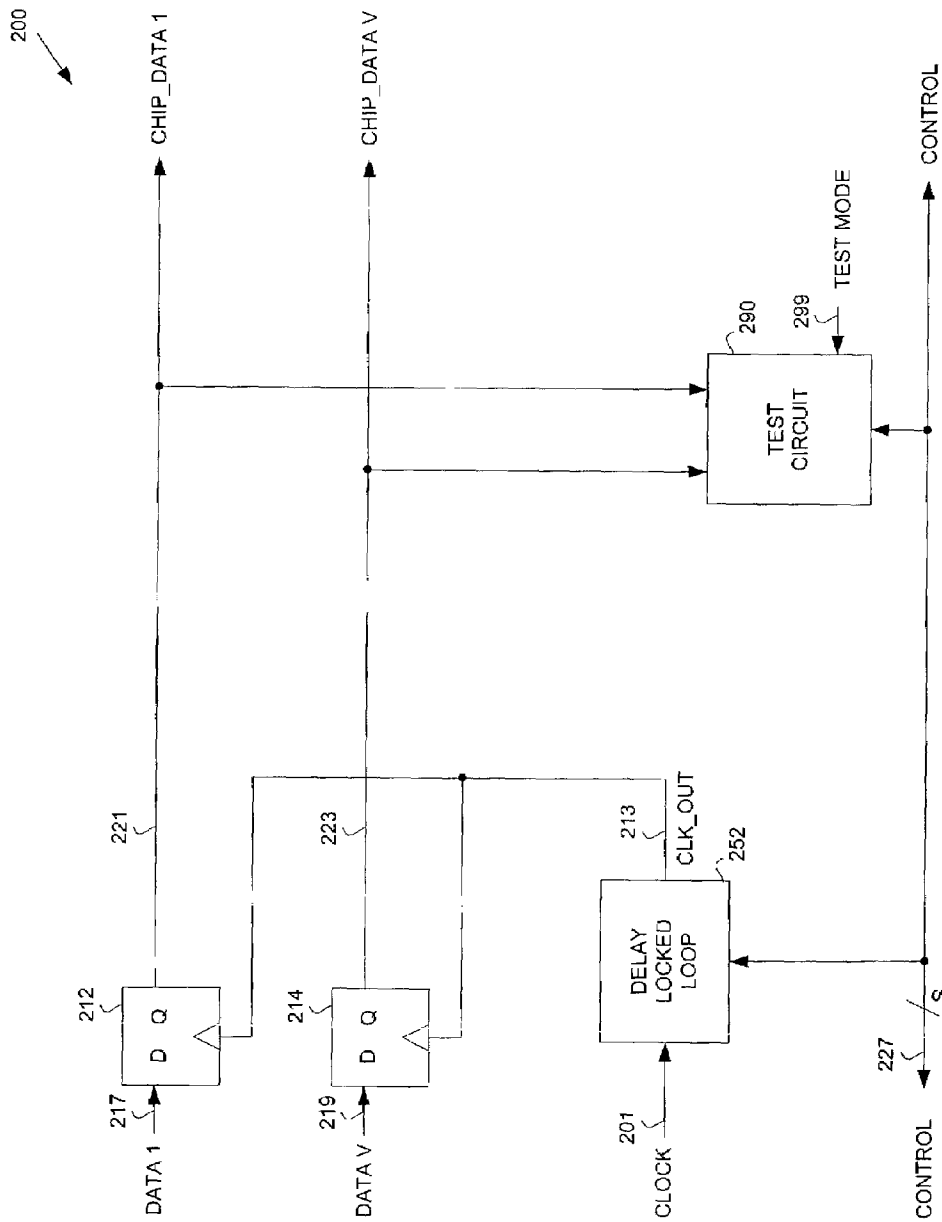 200
CHIP_DATA 1
CHIP_DATA V
221
223
212
D Q
214
D Q
217
DATA 1
219
DATA V
213
CLK_OUT
252
DELAY
LOCKED
LOOP
201
CLOCK
290
TEST
CIRCUIT
299
TEST MODE
S
227
CONTROL
CONTROL